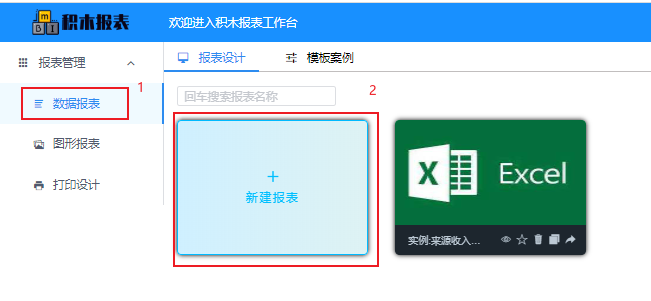 m
B I
积木报表
欢迎进入积木报表工作台
报表管理
数据报表
1
图形报表
打印设计
报表设计
模板案例
回车搜索报表名称
2
+
新建报表
X
Excel
实例:来源收入...